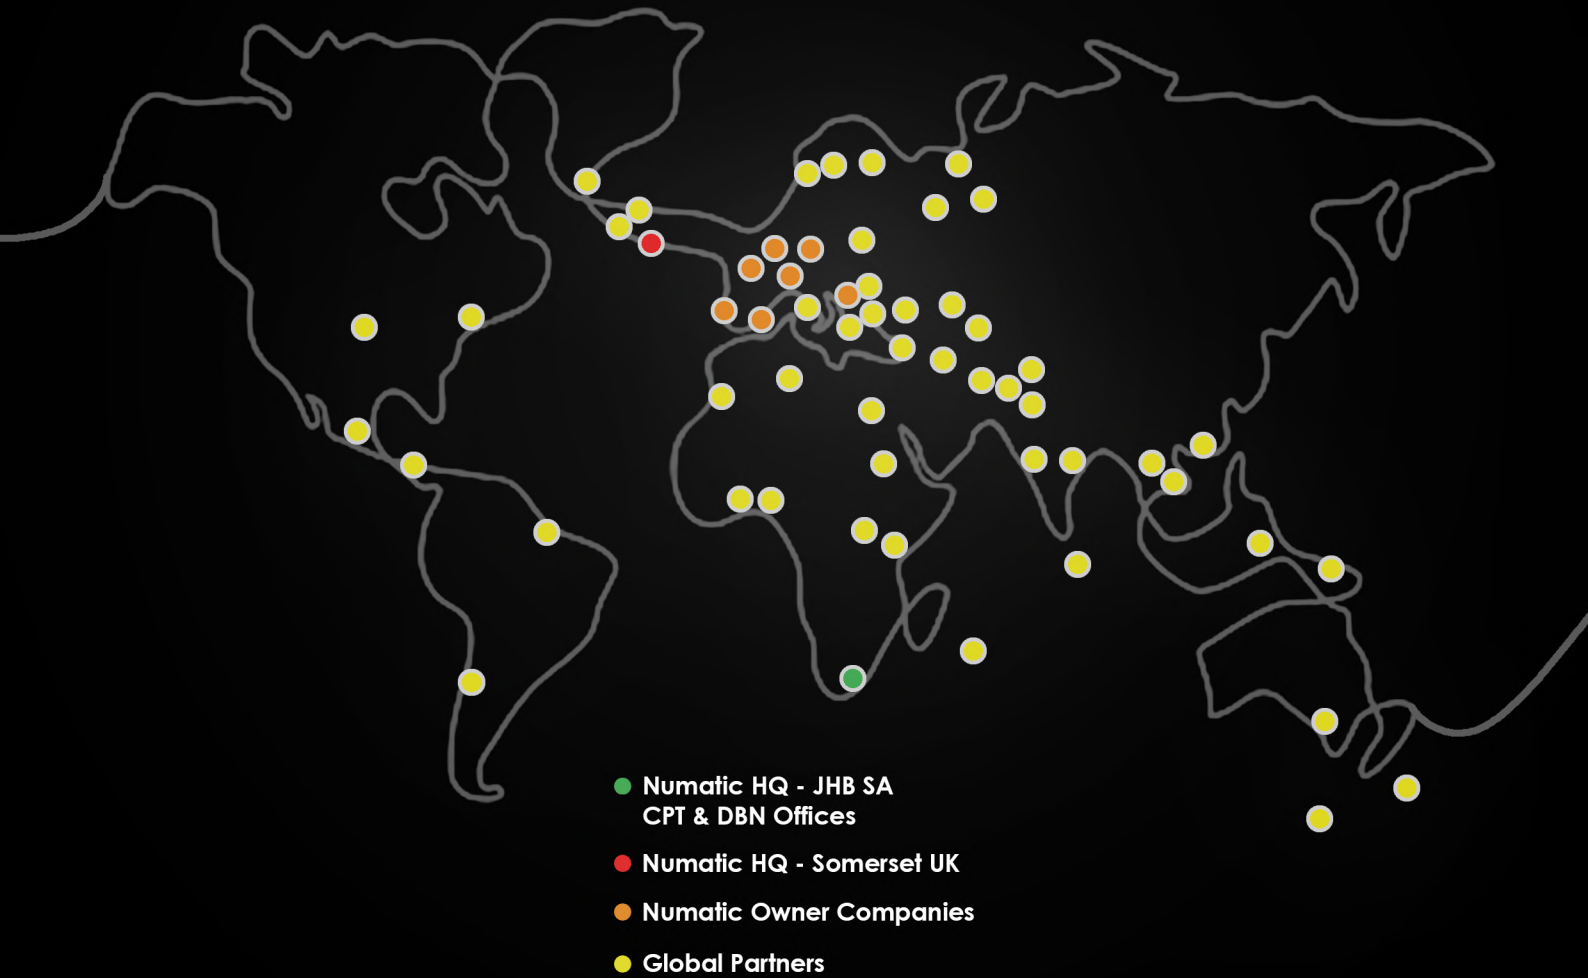 Numatic HQ - JHB SA
CPT & DBN Offices
Numatic HQ - Somerset UK
Numatic Owner Companies
Global Partners